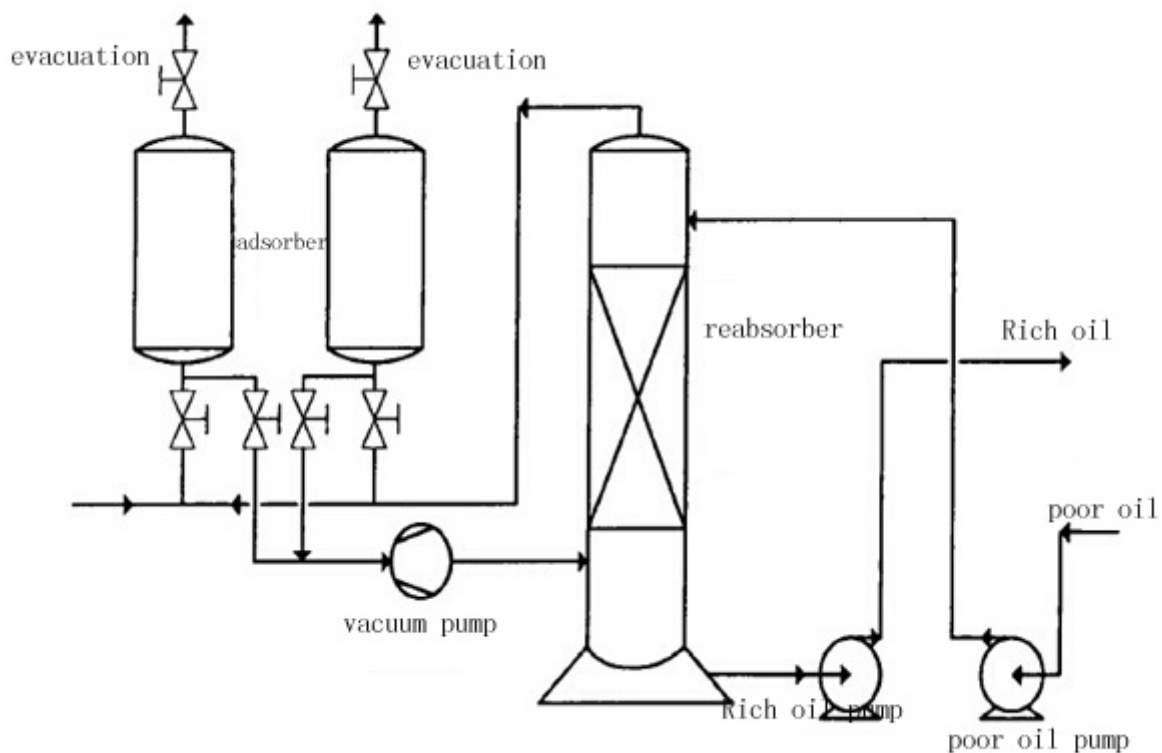 evacuation
evacuation
adsorber
reabsorber
Rich oil
poor oil
vacuum pump
Rich oil pump
poor oil pump